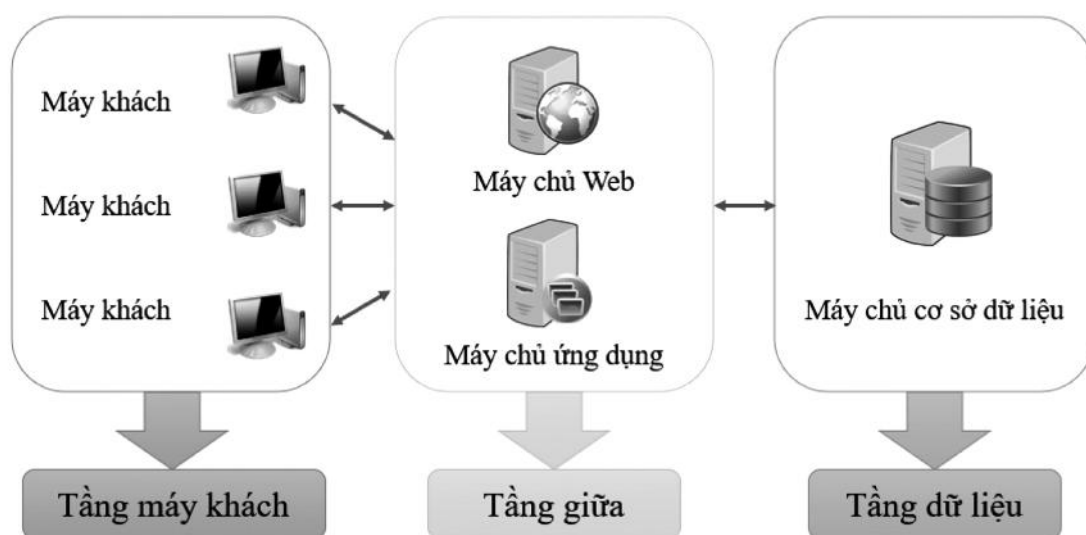 Máy khách
Máy khách
Máy khách
Máy chủ Web
Máy chủ ứng dụng
Máy chủ cơ sở dữ liệu
Tầng máy khách
Tầng giữa
Tầng dữ liệu